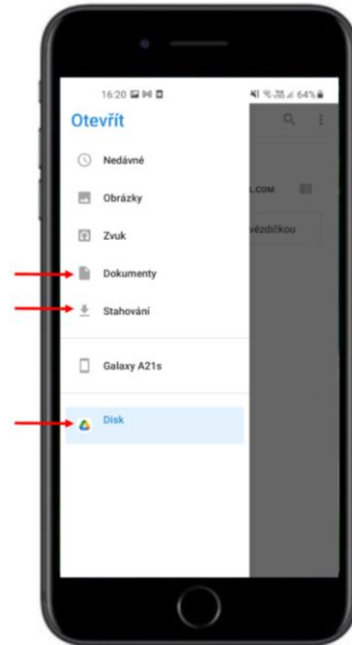 16:20 64%
Otevřít
Nedávné
Obrázky
L.COM
Zvuk
vězdičkou
Dokumenty
Stahování
Galaxy A21s
Disk